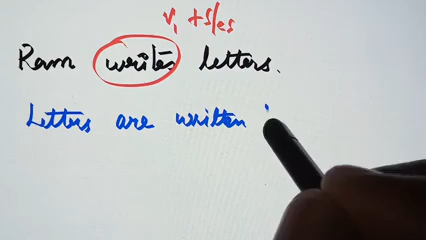 V₁ + s/es
Ram writes letters.
Letters are written